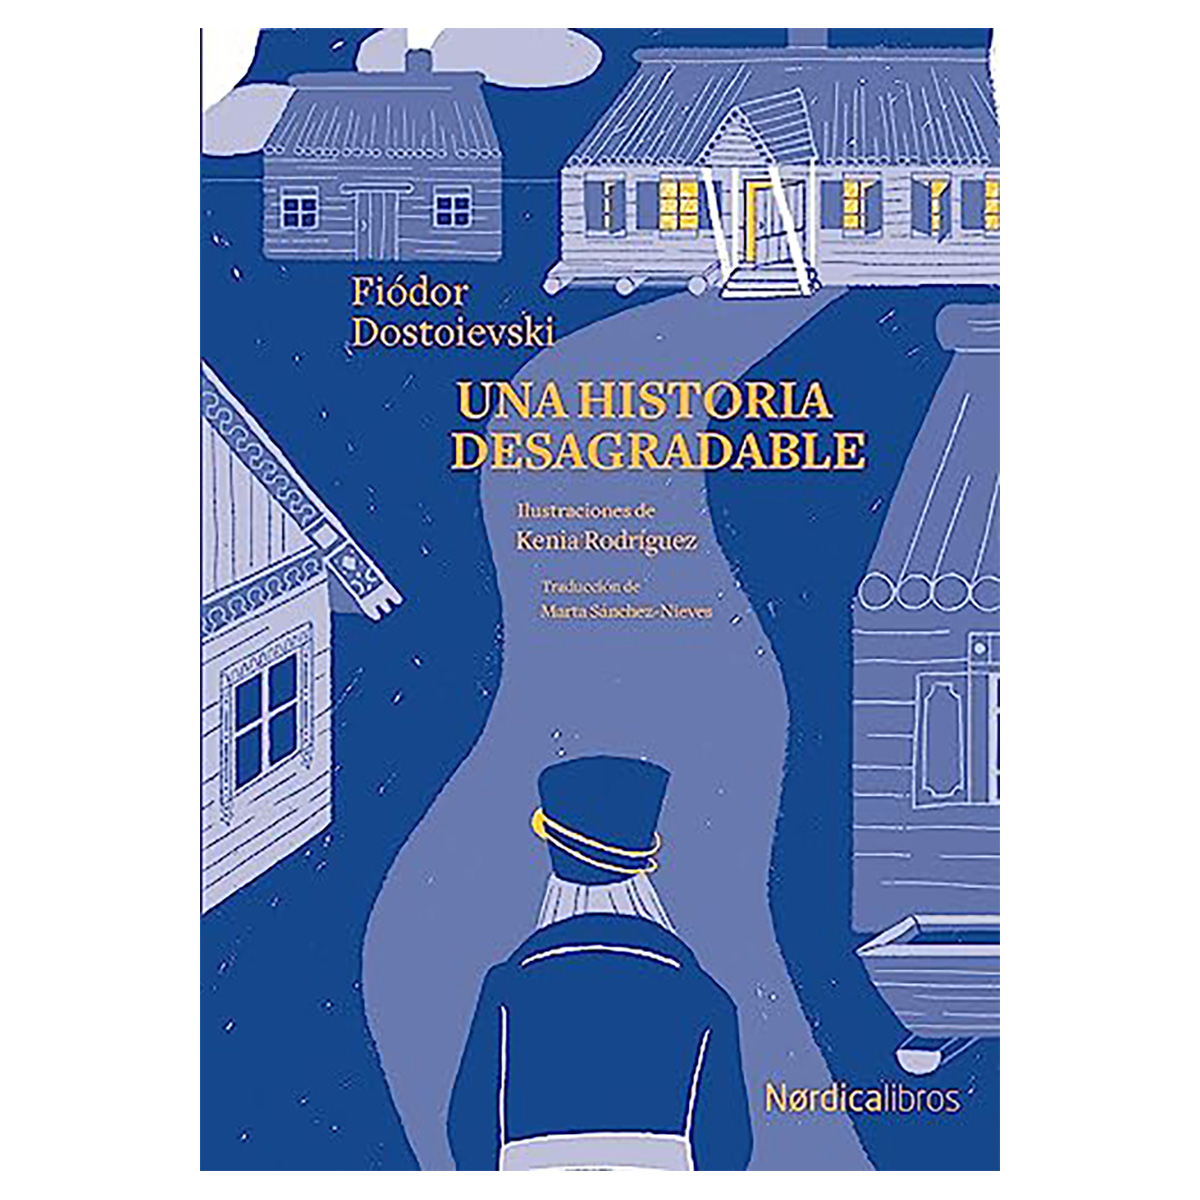 Fiódor
Dostoievski
UNA HISTORIA
DESAGRADABLE
Ilustraciones de
Kenia Rodríguez
Traducción de
Marta Sánchez-Nieves
Nørdicalibros